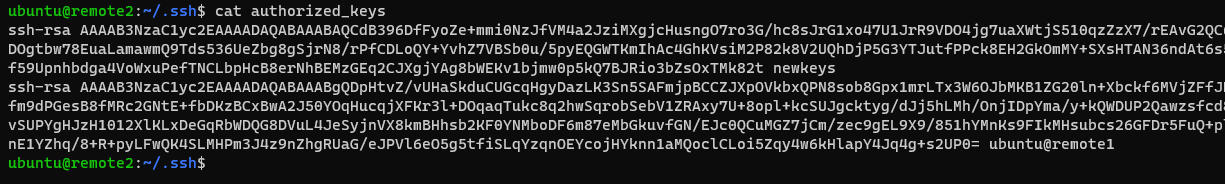 ubuntu@remote2:~/.ssh$ cat authorized_keys
ssh-rsa AAAAB3NzaC1yc2EAAAADAQABAAABAQCdB396DfFyoZe+mmi0NzJfVM4a2JziMXgjcHusngO7ro3G/hc8sJrG1xo47U1JrR9VDO4jg7uaXWtjS510qzZzX7/rEAvG2QC
DOgtbw78EuaLamawmQ9Tds536UeZbg8gSjrN8/rPfCDLoQY+YvhZ7VBSb0u/5pyEQGWTKmIhAc4GhKVsiM2P82k8V2UQhDjP5G3YTJutfPPck8EH2GkOmMY+SXsHTAN36ndAt6s
f59Upnhbdga4VoWxuPefTNCLbpHcB8erNhBEMzGEq2CJXgjYAg8bWEKv1bjmw0p5kQ7BJRio3bZsOxTMk82t newkeys
ssh-rsa AAAAB3NzaC1yc2EAAAADAQABAAABgQDpHtvZ/vUHaSkduCUGcqHgyDazLK3Sn5SAFmjpBCCZJXpOVkbxQPN8sob8Gpx1mrLTx3W6OJbMKB1ZG20ln+Xbckf6MVjZFfJ
fm9dPGesB8fMRc2GNtE+fbDKzBCxBwA2J50YOqHucqjXFKr3l+DOqaqTukc8q2hwSqrobSebV1ZRAxy7U+8opl+kcSUJgcktyg/dJj5hLMh/OnjIDpYma/y+kQWDUP2Qawzsfcd
vSUPYgHJzH1012XlKLxDeGqRbWDQG8DVuL4JeSyjnVX8kmBHhsb2KF0YNMboDF6m87eMbGkuvfGN/EJc0QCuMGZ7jCm/zec9gEL9X9/851hYMnKs9FIkMHsubcs26GFDr5FuQ+p
nE1YZhq/8+R+pyLFwQK4SLMHPm3J4z9nZhgRUaG/eJPVl6eO5g5tfiSLqYzqnOEYcojHYknn1aMQoclCLoi5Zqy4w6kHlapY4Jq4g+s2UP0= ubuntu@remote1
ubuntu@remote2:~/.ssh$